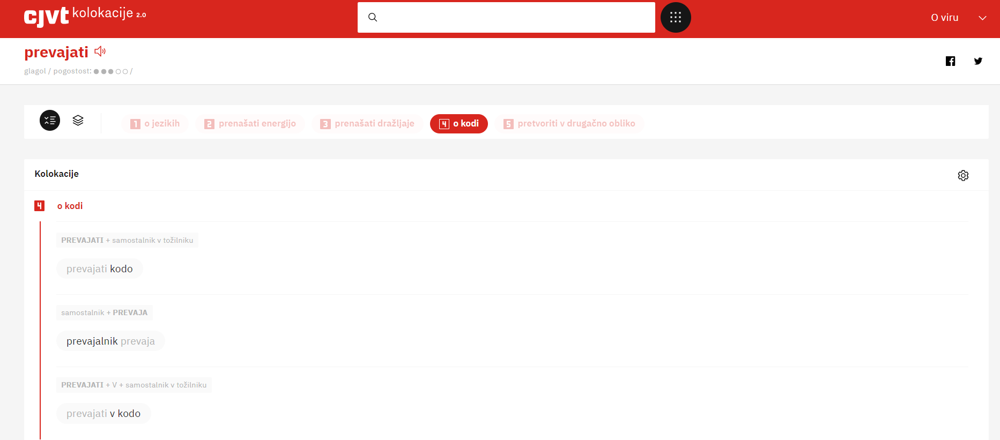 cjvt kolokacije 2.0
O viru
prevajati
glagol / pogostost: /
1 o jezikih
2 prenašati energijo
3 prenašati dražljaje
4 o kodi
5 pretvoriti v drugačno obliko
Kolokacije
4 o kodi
PREVAJATI + samostalnik v tožilniku
prevajati kodo
samostalnik + PREVAJA
prevajalnik prevaja
PREVAJATI + V + samostalnik v tožilniku
prevajati v kodo